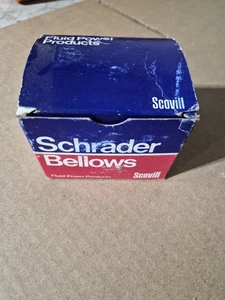 Fluid Power
Products
Scovill
Schrader
Bellows
Fluid Power Products
Scovill